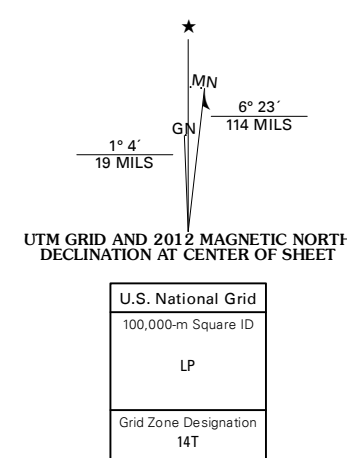 ★
MN
GN
6° 23´
114 MILS
1° 4´
19 MILS
UTM GRID AND 2012 MAGNETIC NORTH
DECLINATION AT CENTER OF SHEET
U.S. National Grid
100,000-m Square ID
LP
Grid Zone Designation
14T